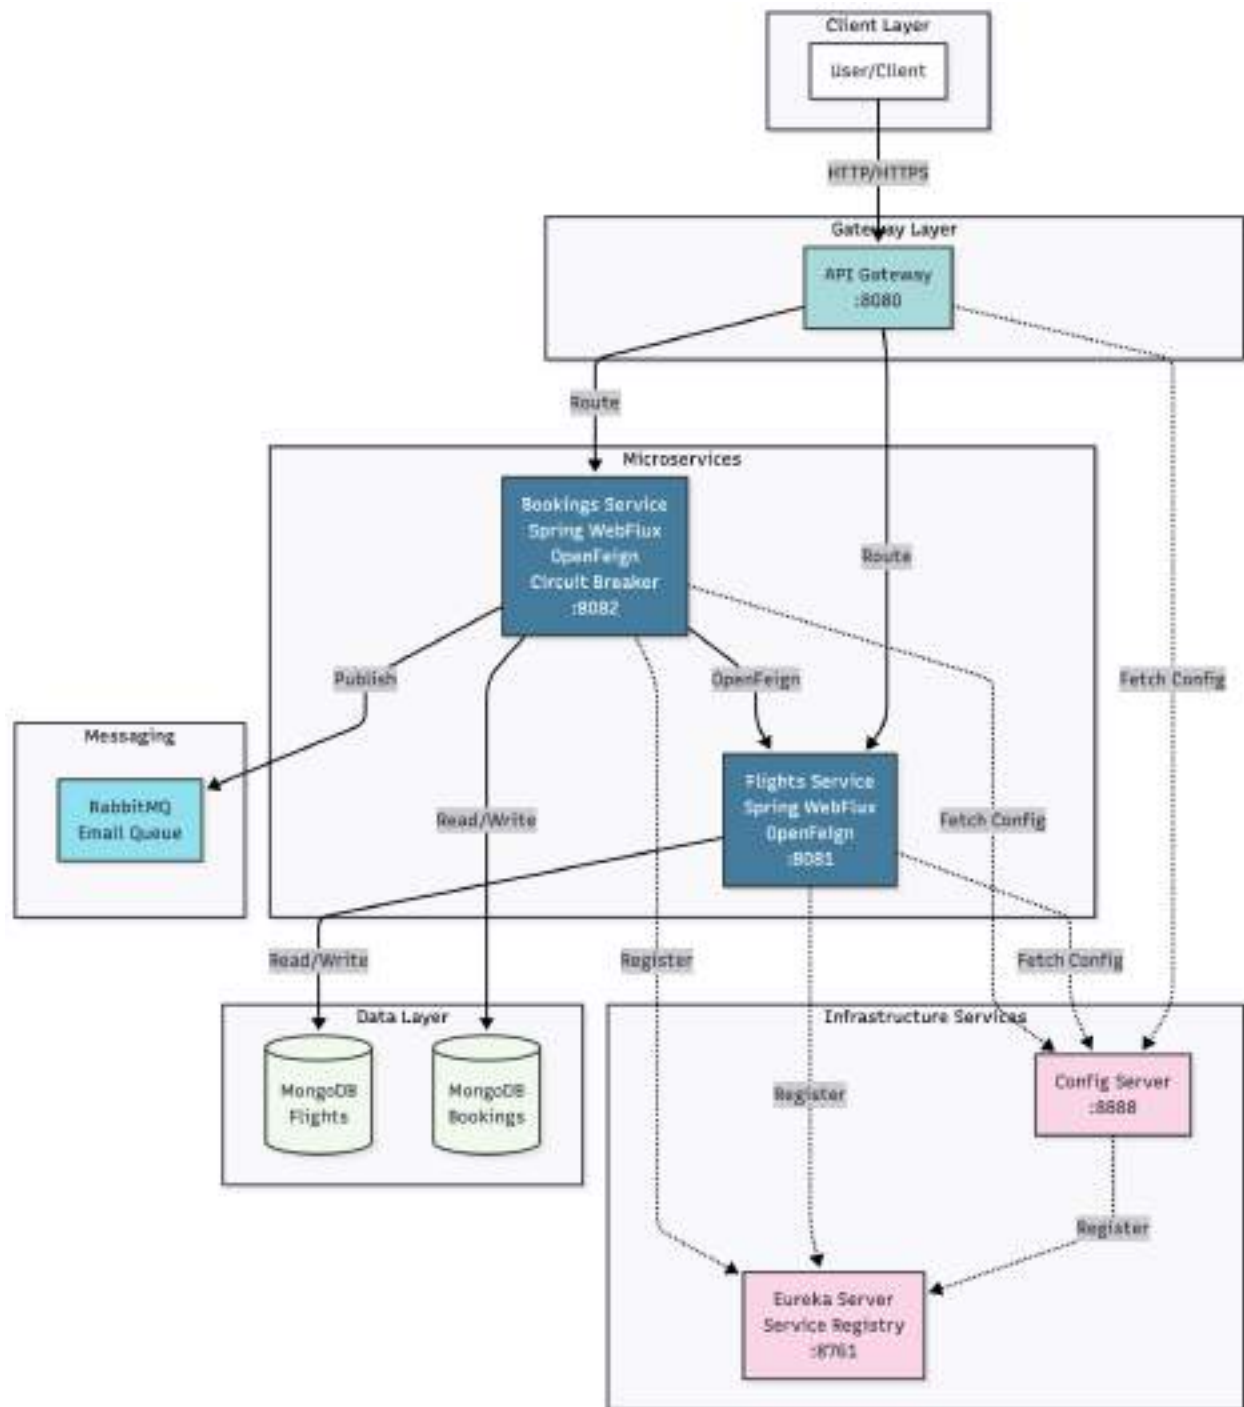 Client Layer
User/Client
HTTP/HTTPS
Gateway Layer
API Gateway
:8080
Route
Microservices
Bookings Service
Spring WebFlux
OpenFeign
Circuit Breaker
:8082
Route
Publish
OpenFeign
Fetch Config
Messaging
RabbitMQ
Email Queue
Flights Service
Spring WebFlux
OpenFeign
:8081
Read/Write
Fetch Config
Read/Write
Register
Fetch Config
Data Layer
MongoDB
Flights
MongoDB
Bookings
Infrastructure Services
Config Server
:8888
Register
Register
Eureka Server
Service Registry
:8761